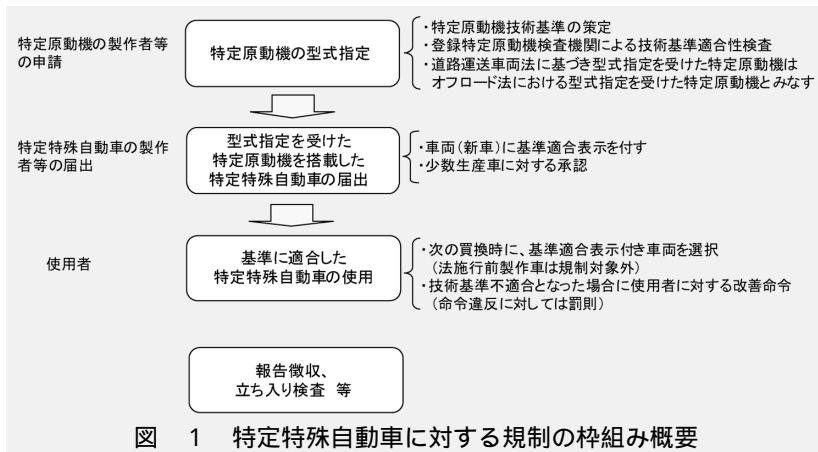 特定原動機の製作者等
の申請
特定原動機の型式指定
・特定原動機技術基準の策定
・登録特定原動機検査機関による技術基準適合性検査
・道路運送車両法に基づき型式指定を受けた特定原動機は
オフロード法における型式指定を受けた特定原動機とみなす
特定特殊自動車の製作
者等の届出
型式指定を受けた
特定原動機を搭載した
特定特殊自動車の届出
・車両(新車)に基準適合表示を付す
・少数生産車に対する承認
使用者
基準に適合した
特定特殊自動車の使用
・次の買換時に、基準適合表示付き車両を選択
(法施行前製作車は規制対象外)
・技術基準不適合となった場合に使用者に対する改善命令
(命令違反に対しては罰則)
報告徴収、
立ち入り検査 等
図 1 特定特殊自動車に対する規制の枠組み概要